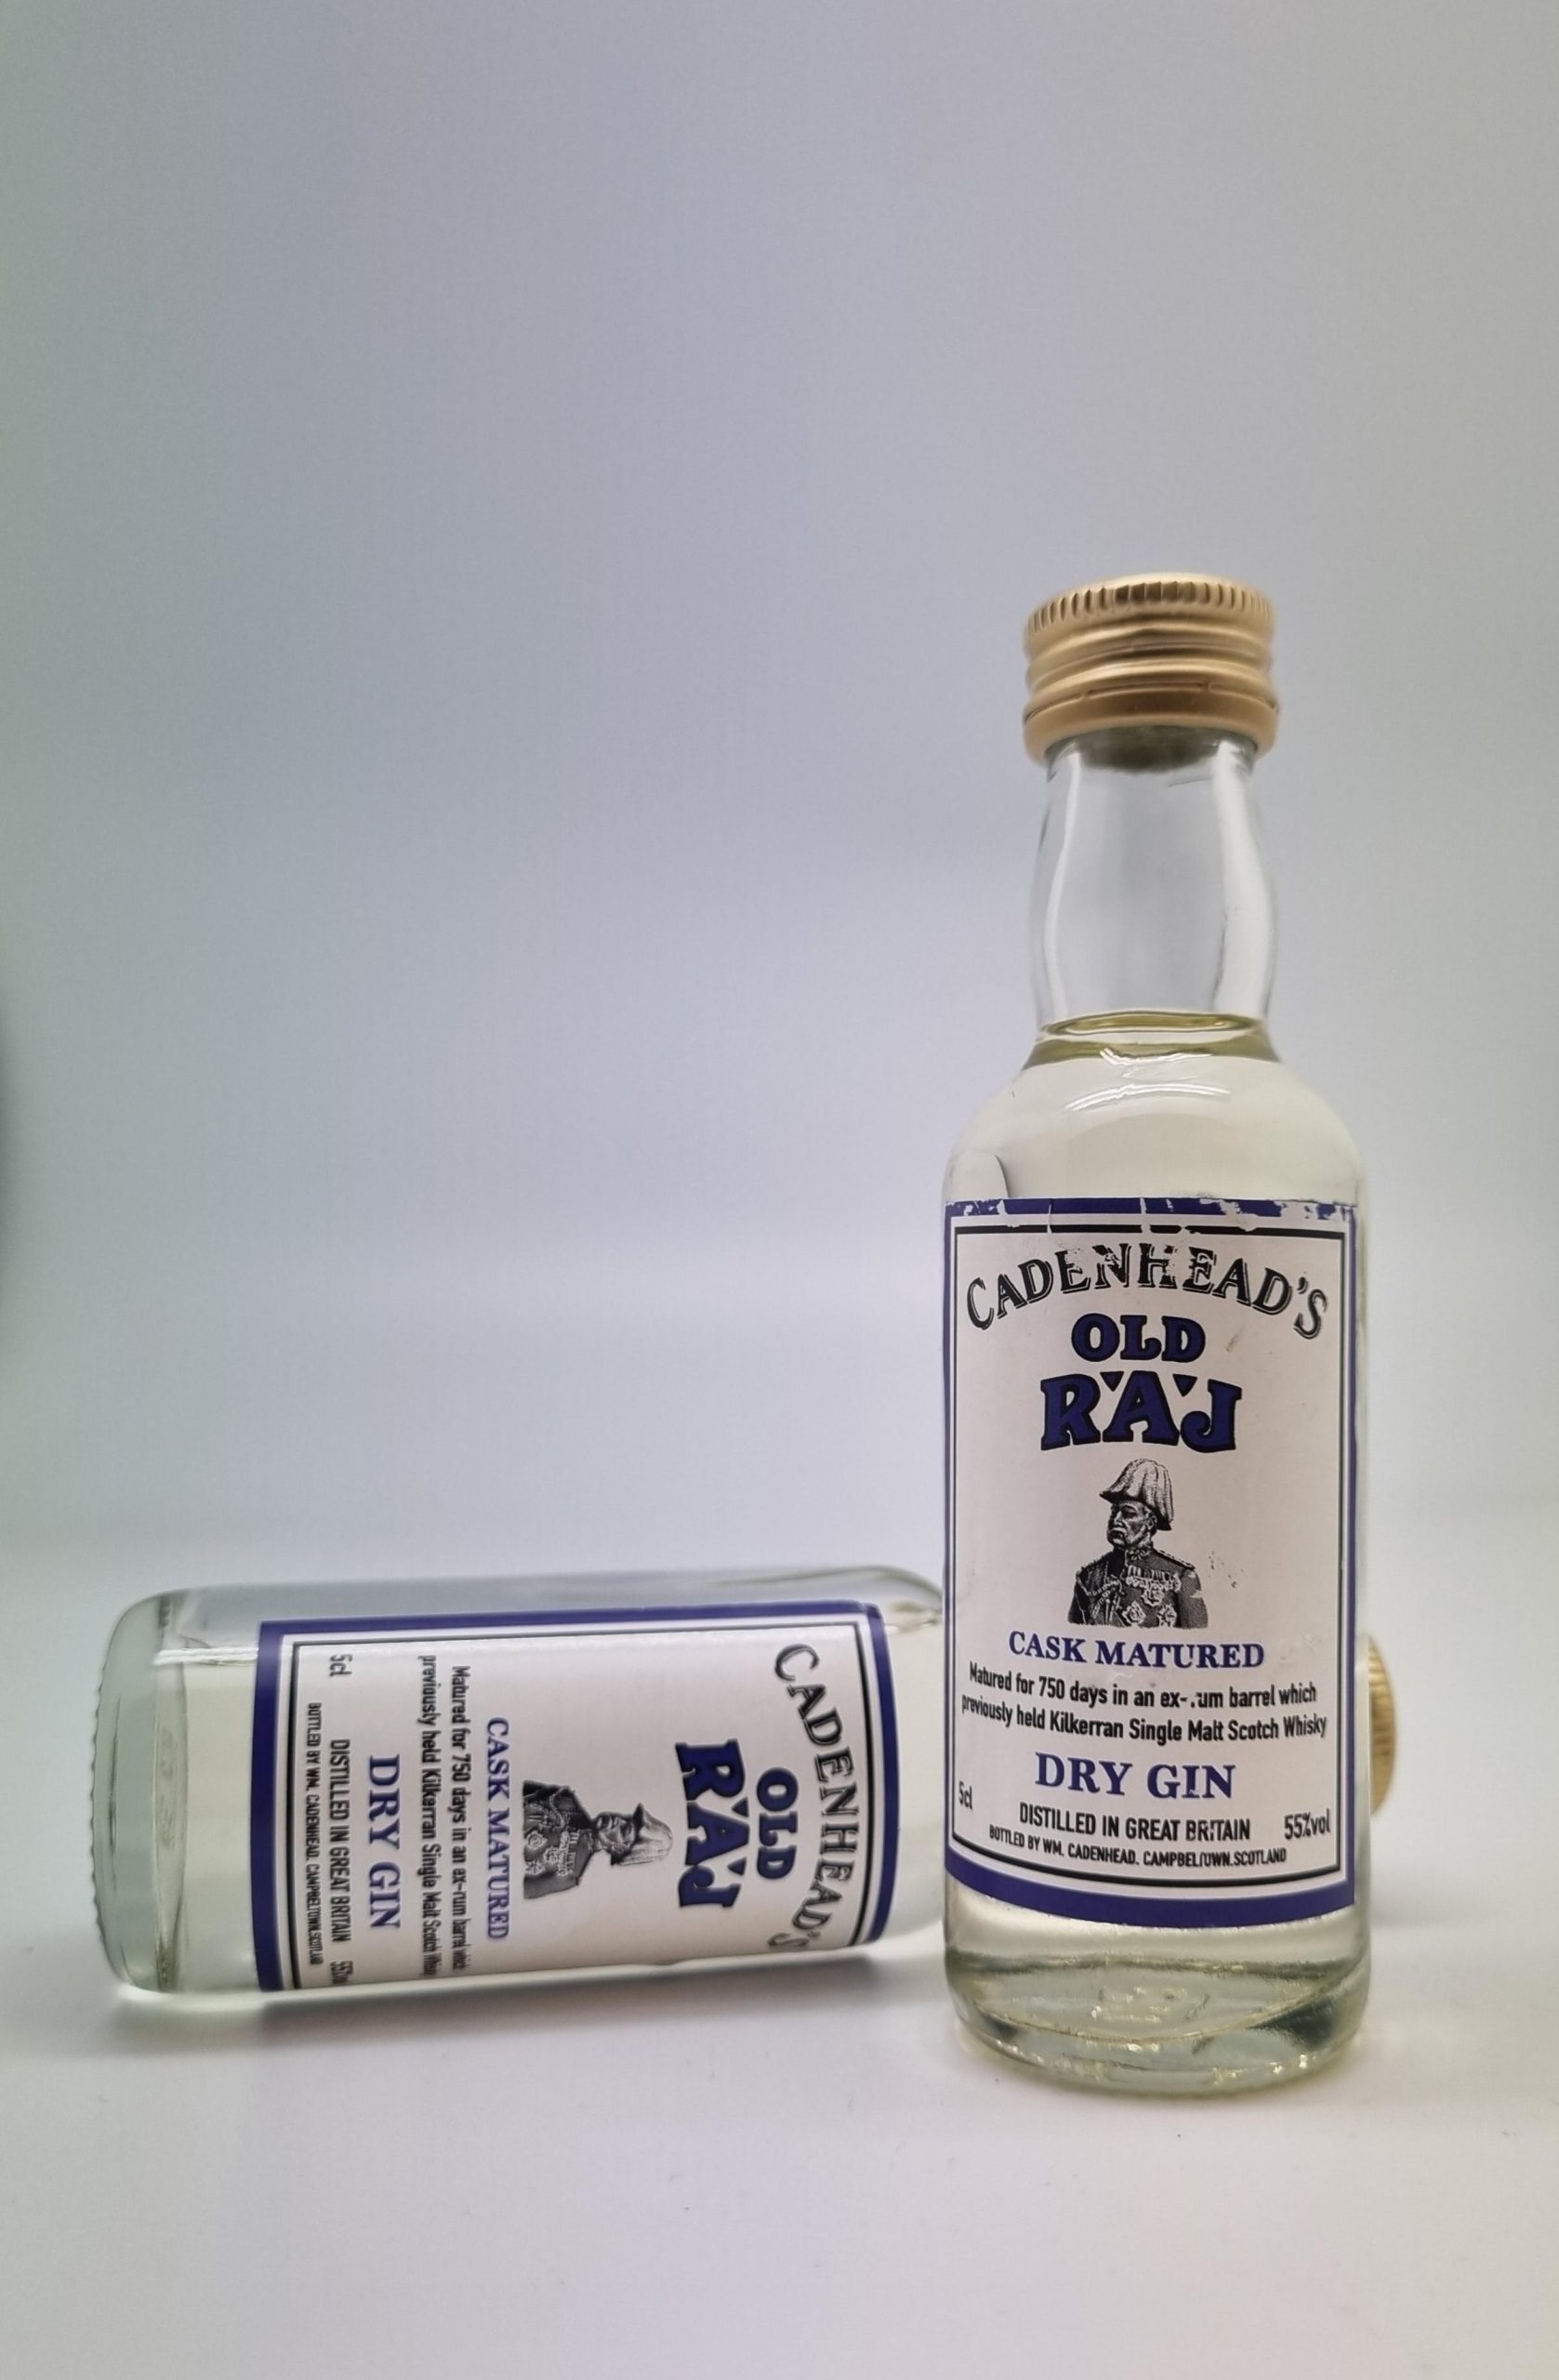 CADENHEAD'S
OLD
RAJ
CASK MATURED
Matured for 750 days in an ex-rum barrel which
previously held Kilkerran Single Malt Scotch Whisky
DRY GIN
5cl
DISTILLED IN GREAT BRITAIN
55%vol
BOTTLED BY WM. CADENHEAD. CAMPBELTOWN.SCOTLAND
CADENHEAD'S
OLD
RAJ
CASK MATURED
Matured for 750 days in an ex-rum barrel which
previously held Kilkerran Single Malt Scotch
DRY GIN
5cl
DISTILLED IN GREAT BRITAIN
BOTTLED BY WM. CADENHEAD. CAMPBELTOWN.